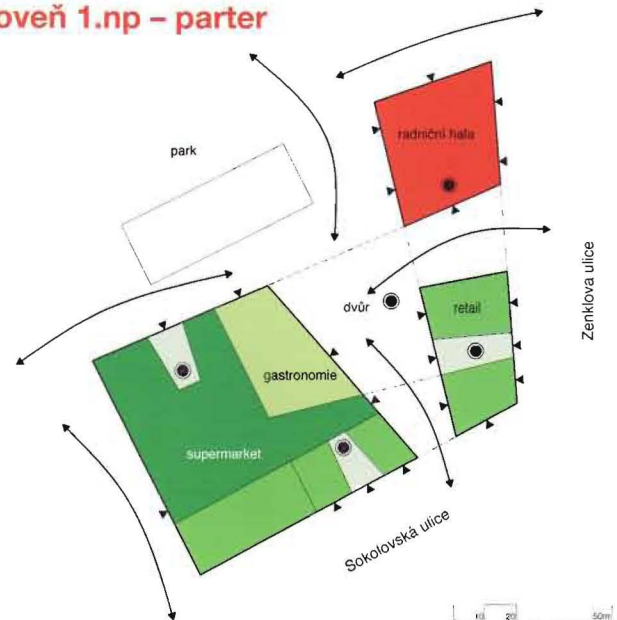 oveň 1.np – parter
radniční hala
park
Zenklova ulice
dvůr
retail
gastronomie
supermarket
Sokolovská ulice
10 20 50m